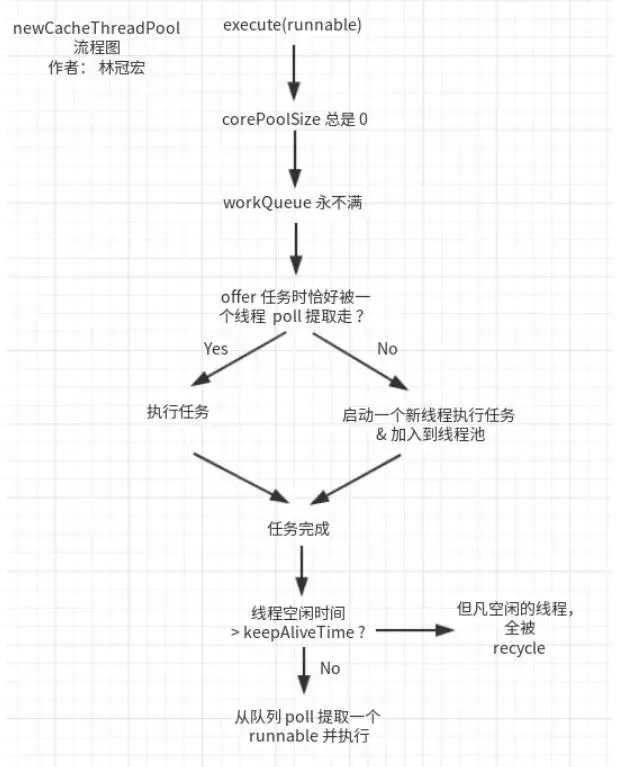 newCacheThreadPool
流程图
作者： 林冠宏
execute(runnable)
corePoolSize 总是 0
workQueue 永不满
offer 任务时恰好被一
个线程 poll 提取走 ?
Yes
No
执行任务
启动一个新线程执行任务
& 加入到线程池
任务完成
线程空闲时间
> keepAliveTime ?
但凡空闲的线程，
全被
recycle
No
从队列 poll 提取一个
runnable 并执行